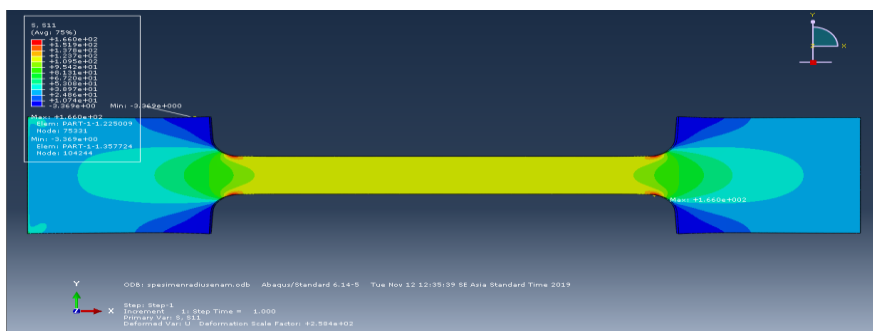 S, S11
(Avg: 75%)
+1.660e+02
+1.519e+02
+1.378e+02
+1.237e+02
+1.095e+02
+9.542e+01
+8.131e+01
+6.720e+01
+5.308e+01
+3.897e+01
+2.486e+01
+1.074e+01
-3.369e+00
Min: -3.369e+000
Max: +1.660e+02
Elem: PART-1-1.225009
Node: 75331
Min: -3.369e+00
Elem: PART-1-1.357724
Node: 104244
Y
X
Max: +1.660e+002
Y
X
Z
ODB: spesimenradiusenam.odb Abaqus/Standard 6.14-5 Tue Nov 12 12:35:39 SE Asia Standard Time 2019
Step: Step-1
Increment 1: Step Time = 1.000
Primary Var: S, S11
Deformed Var: U Deformation Scale Factor: +2.584e+02